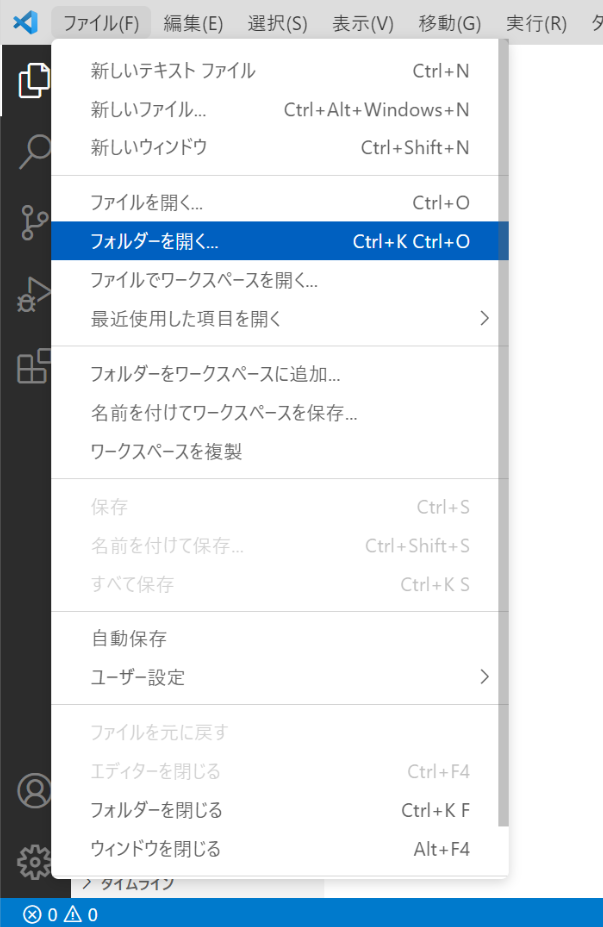 ファイル(F) 編集(E) 選択(S) 表示(V) 移動(G) 実行(R)
新しいテキスト ファイル Ctrl+N
新しいファイル... Ctrl+Alt+Windows+N
新しいウィンドウ Ctrl+Shift+N
ファイルを開く... Ctrl+O
フォルダーを開く... Ctrl+K Ctrl+O
ファイルでワークスペースを開く...
最近使用した項目を開く
フォルダーをワークスペースに追加...
名前を付けてワークスペースを保存...
ワークスペースを複製
保存 Ctrl+S
名前を付けて保存... Ctrl+Shift+S
すべて保存 Ctrl+K S
自動保存
ユーザー設定
ファイルを元に戻す
エディターを閉じる Ctrl+F4
フォルダーを閉じる Ctrl+K F
ウィンドウを閉じる Alt+F4
タイムライン
0 0